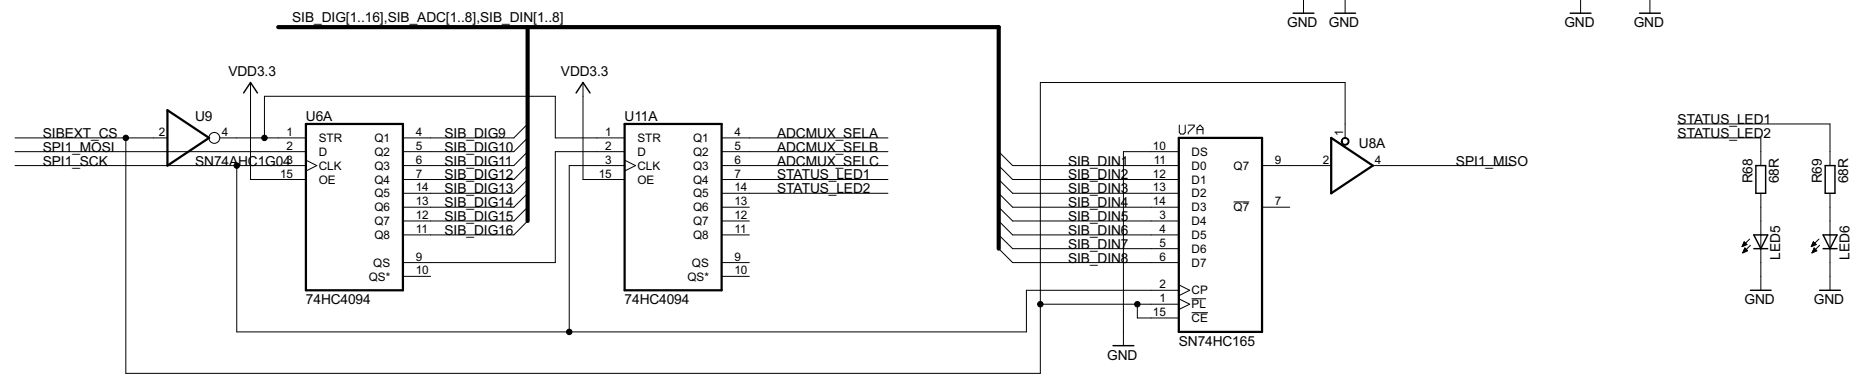 SIB_DIG[1..16],SIB_ADC[1..8],SIB_DIN[1..8]
GND GND GND GND
VDD3.3 VDD3.3
U9 U6A U11A U7A U8A
SIBEXT_CS 2 4 1 STR Q1 4 SIB_DIG9 1 STR Q1 4 ADCMUX_SELA
SPI1_MOSI 2 D Q2 5 SIB_DIG10 2 D Q2 5 ADCMUX_SELB
SPI1_SCK SN74AHC1G04 3 CLK Q3 6 SIB_DIG11 3 CLK Q3 6 ADCMUX_SELC
15 OE Q4 7 SIB_DIG12 15 OE Q4 7 STATUS_LED1
Q5 14 SIB_DIG13 Q5 14 STATUS_LED2
Q6 13 SIB_DIG14 Q6 13
Q7 12 SIB_DIG15 Q7 12
Q8 11 SIB_DIG16 Q8 11
QS 9 QS 9
QS* 10 QS* 10
74HC4094 74HC4094
10 DS
SIB_DIN1 11 D0 Q7 9 2 1 4 SPI1_MISO
SIB_DIN2 12 D1
SIB_DIN3 13 D2
SIB_DIN4 14 D3 Q7 7
SIB_DIN5 3 D4
SIB_DIN6 4 D5
SIB_DIN7 5 D6
SIB_DIN8 6 D7
2 CP
1 PL
15 CE
SN74HC165
GND
STATUS_LED1
STATUS_LED2
R68 68R R69 68R
LED5 LED6
GND GND